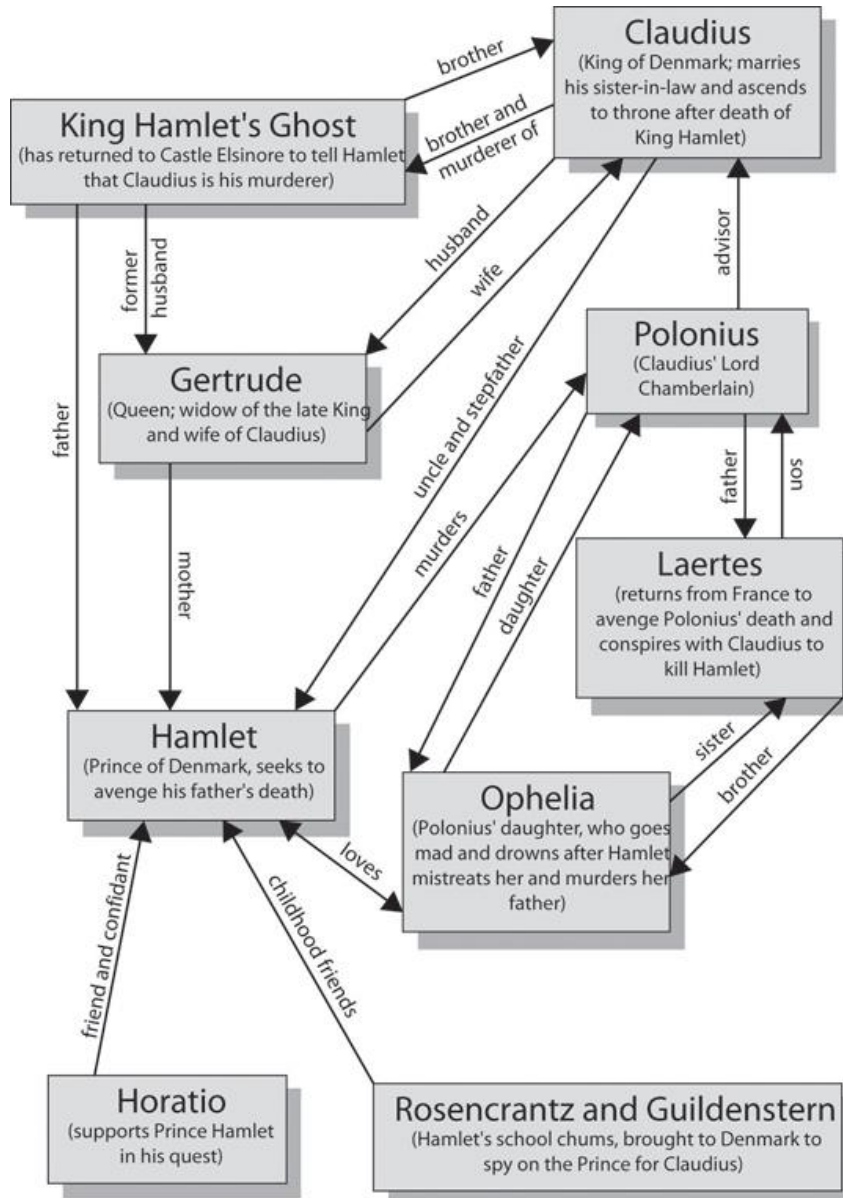 Claudius
(King of Denmark; marries
his sister-in-law and ascends
to throne after death of
King Hamlet)
brother
King Hamlet's Ghost
(has returned to Castle Elsinore to tell Hamlet
that Claudius is his murderer)
brother and
murderer of
former
husband
husband
wife
advisor
Polonius
(Claudius' Lord
Chamberlain)
Gertrude
(Queen; widow of the late King
and wife of Claudius)
father
uncle and stepfather
murders
father
daughter
father
son
mother
Laertes
(returns from France to
avenge Polonius' death and
conspires with Claudius to
kill Hamlet)
Hamlet
(Prince of Denmark, seeks to
avenge his father's death)
sister
brother
Ophelia
(Polonius' daughter, who goes
mad and drowns after Hamlet
mistreats her and murders her
father)
loves
friend and confidant
childhood friends
Horatio
(supports Prince Hamlet
in his quest)
Rosencrantz and Guildenstern
(Hamlet's school chums, brought to Denmark to
spy on the Prince for Claudius)